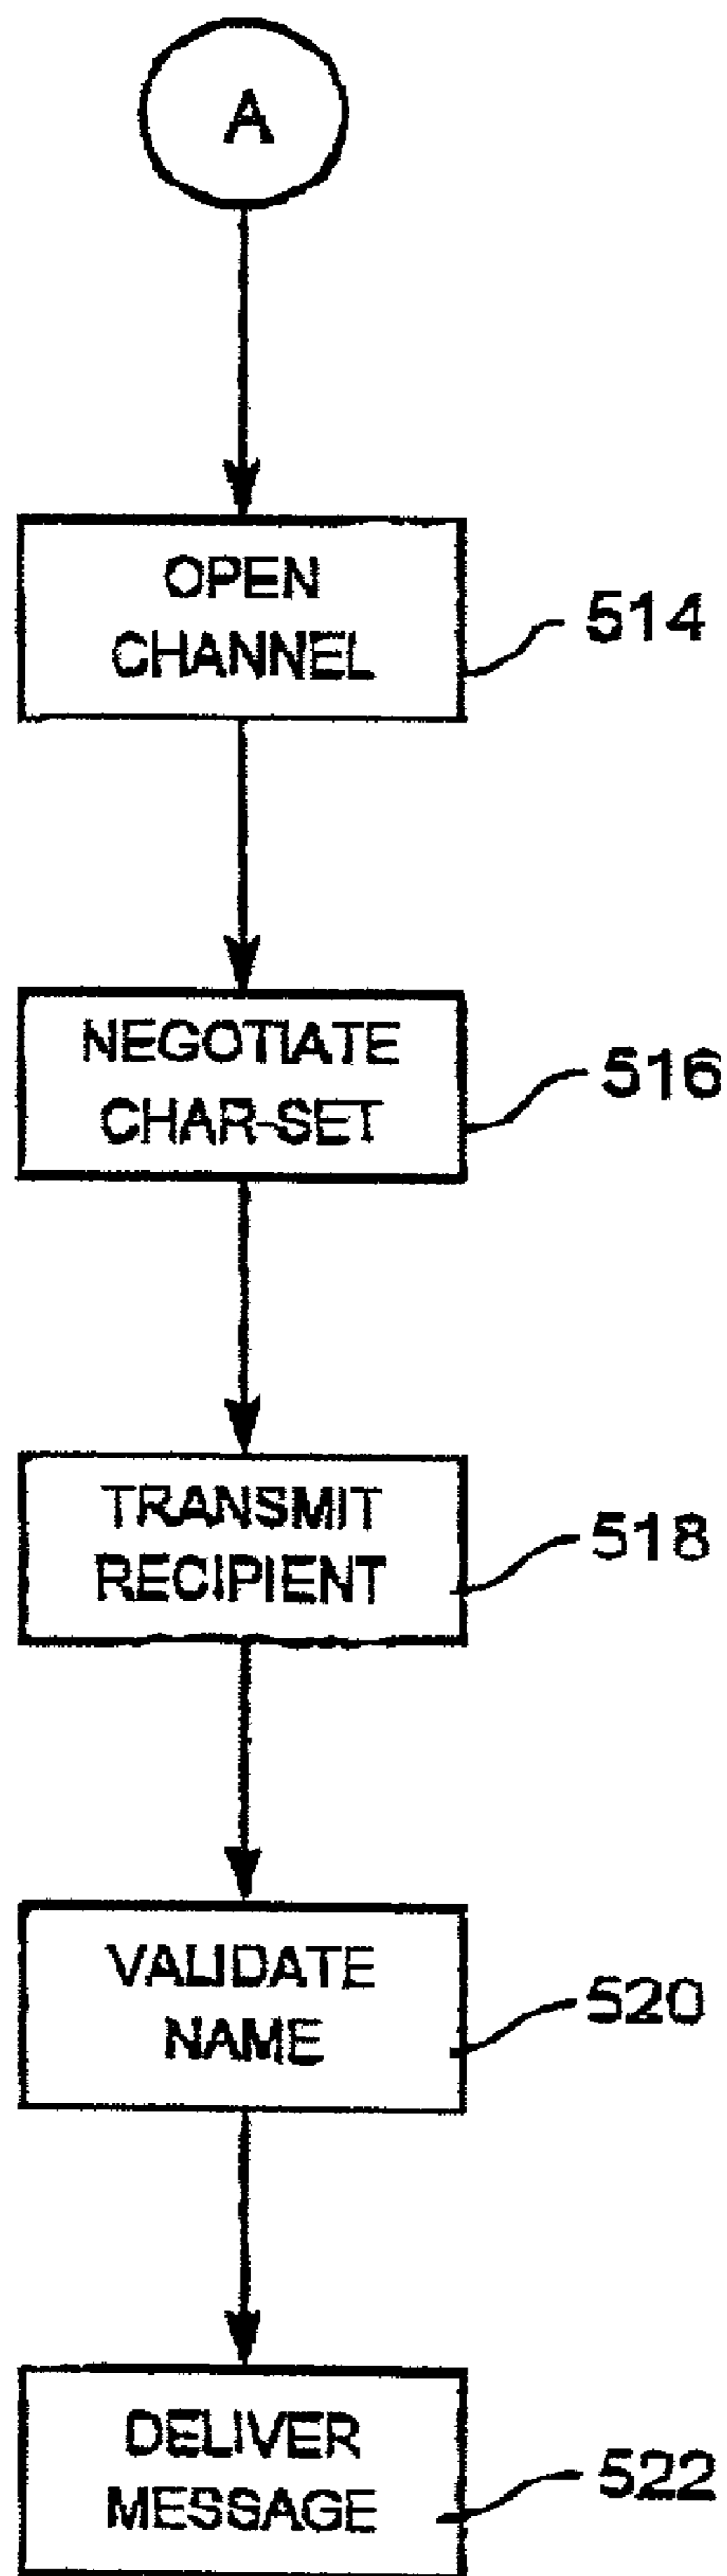 A
OPEN
CHANNEL
514
NEGOTIATE
CHAR-SET
516
TRANSMIT
RECIPIENT
518
VALIDATE
NAME
520
DELIVER
MESSAGE
522